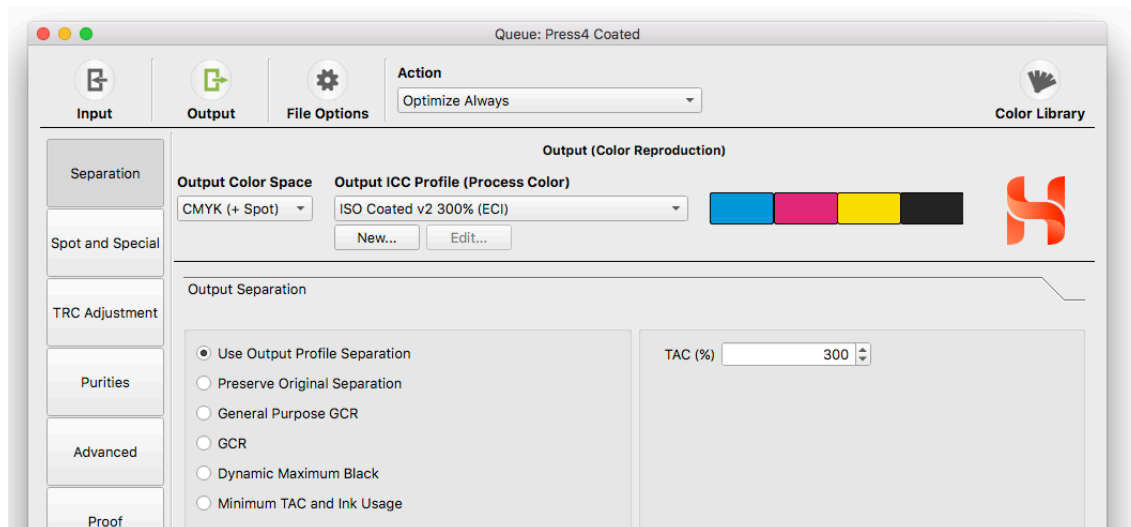 Queue: Press4 Coated
Action
Optimize Always
Input
Output
File Options
Color Library
Separation
Spot and Special
TRC Adjustment
Purities
Advanced
Proof
Output (Color Reproduction)
Output Color Space
Output ICC Profile (Process Color)
CMYK (+ Spot)
ISO Coated v2 300% (ECI)
New...
Edit...
Output Separation
Use Output Profile Separation
Preserve Original Separation
General Purpose GCR
GCR
Dynamic Maximum Black
Minimum TAC and Ink Usage
TAC (%)
300